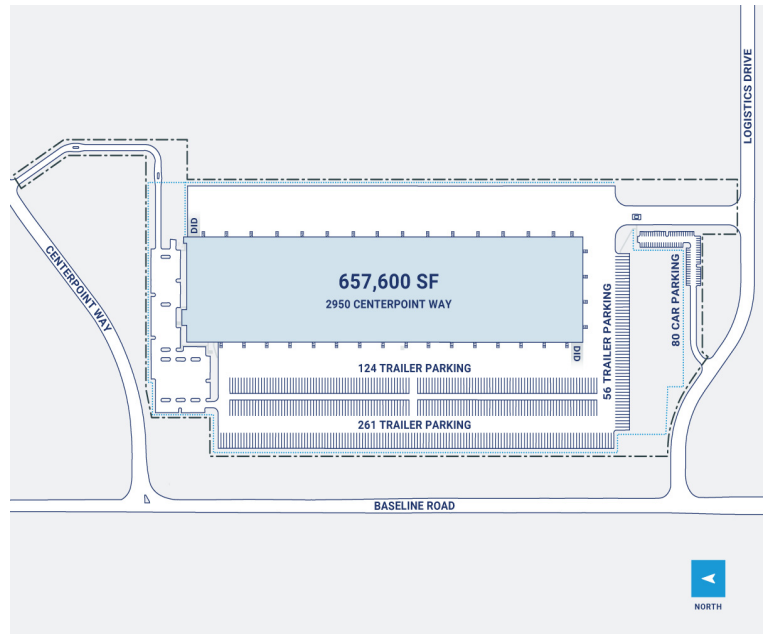 LOGISTICS DRIVE
DID
CENTERPOINT WAY
657,600 SF
2950 CENTERPOINT WAY
80 CAR PARKING
56 TRAILER PARKING
DID
124 TRAILER PARKING
261 TRAILER PARKING
BASELINE ROAD
NORTH